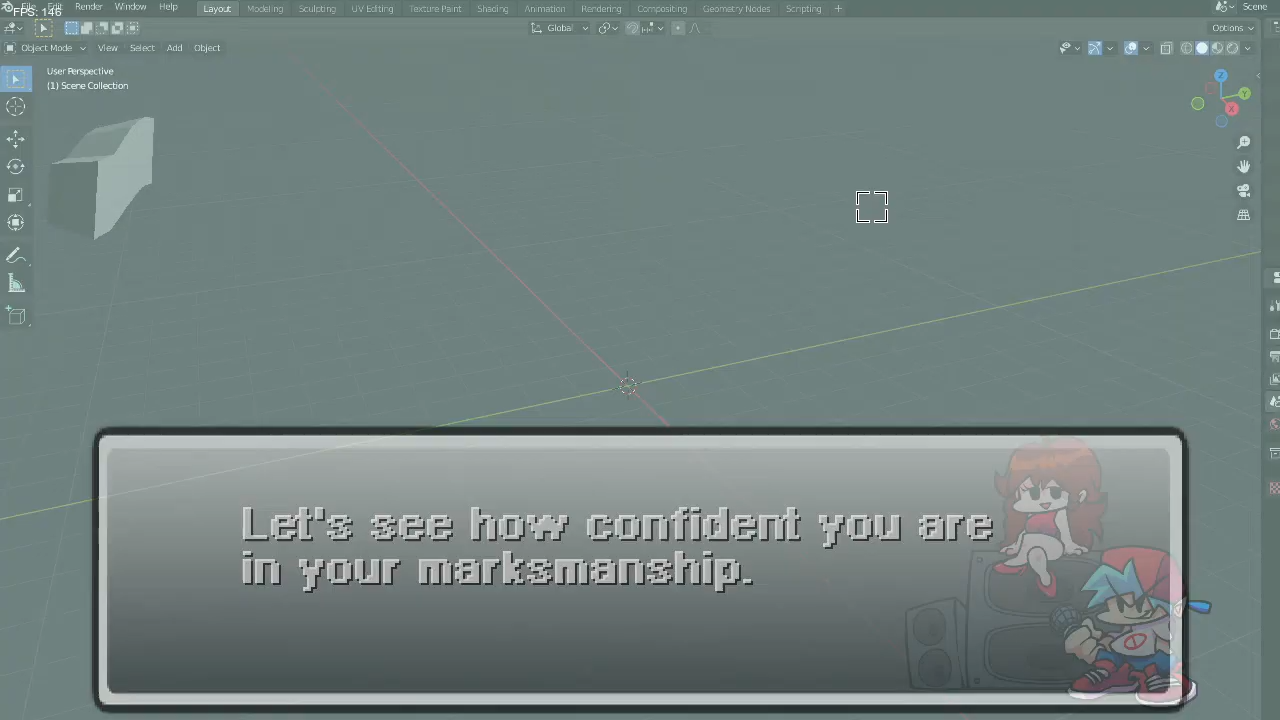 FPS: 146
File Edit Render Window Help Layout Modeling Sculpting UV Editing Texture Paint Shading Animation Rendering Compositing Geometry Nodes Scripting + Scene
Global Options
Object Mode View Select Add Object
User Perspective
(1) Scene Collection
Z
Y
X
Let's see how confident you are
in your marksmanship.